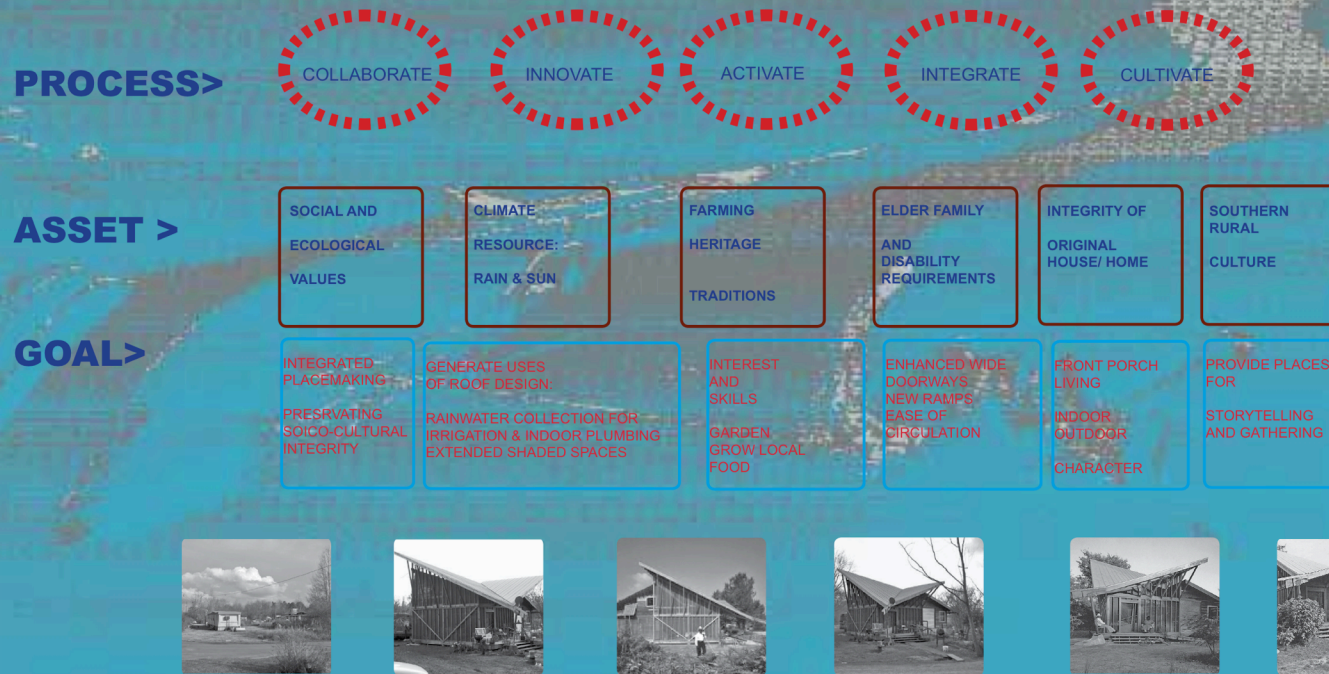 PROCESS>
COLLABORATE
INNOVATE
ACTIVATE
INTEGRATE
CULTIVATE
ASSET >
SOCIAL AND
ECOLOGICAL
VALUES
CLIMATE
RESOURCE:
RAIN & SUN
FARMING
HERITAGE
TRADITIONS
ELDER FAMILY
AND
DISABILITY
REQUIREMENTS
INTEGRITY OF
ORIGINAL
HOUSE/ HOME
SOUTHERN
RURAL
CULTURE
GOAL>
INTEGRATED
PLACEMAKING
PRESRVATING
SOICO-CULTURAL
INTEGRITY
GENERATE USES
OF ROOF DESIGN:
RAINWATER COLLECTION FOR
IRRIGATION & INDOOR PLUMBING
EXTENDED SHADED SPACES
INTEREST
AND
SKILLS
GARDEN
GROW LOCAL
FOOD
ENHANCED WIDE
DOORWAYS
NEW RAMPS
EASE OF
CIRCULATION
FRONT PORCH
LIVING
INDOOR
OUTDOOR
CHARACTER
PROVIDE PLACES
FOR
STORYTELLING
AND GATHERING